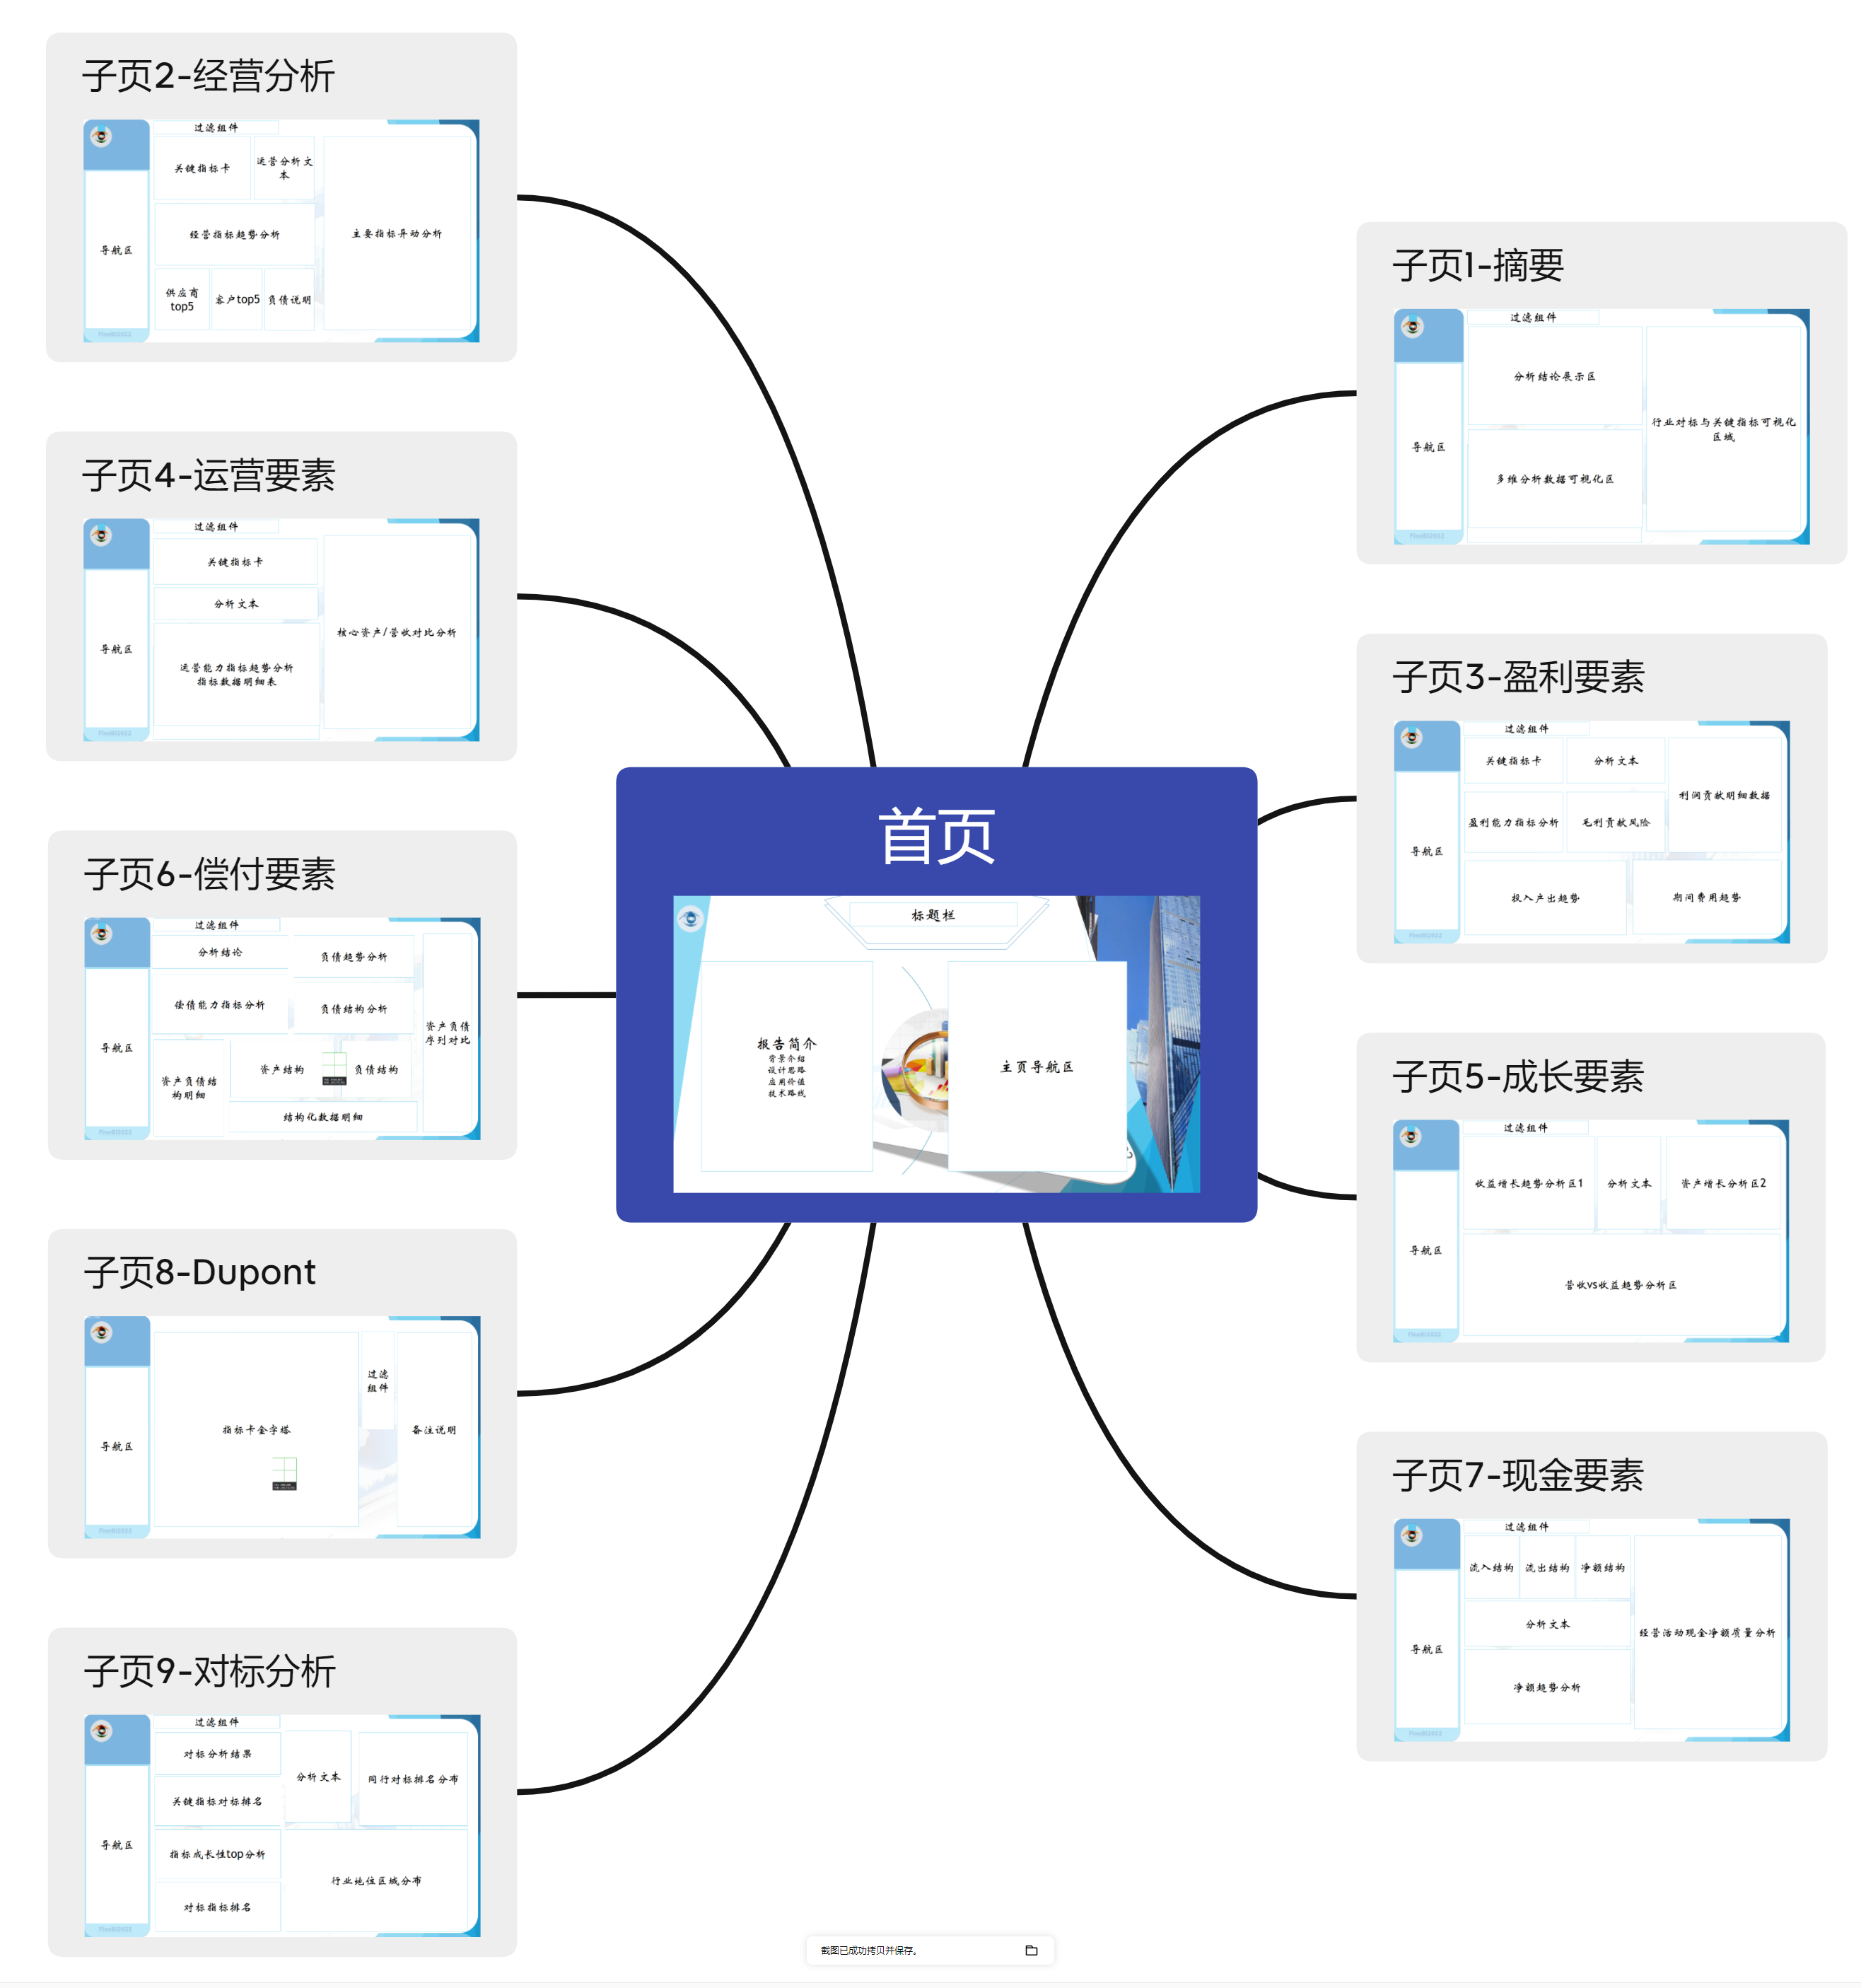 首页
标题栏
报告简介
背景介绍
设计思路
应用价值
技术路线
主页导航区
子页1-摘要
过滤组件
导航区
分析结论展示区
多维分析数据可视化区
行业对标与关键指标可视化
区域
FineBI2022
子页2-经营分析
过滤组件
导航区
关键指标卡
运营分析文
本
经营指标趋势分析
供应商
top5
客户top5
负债说明
主要指标异动分析
FineBI2022
子页3-盈利要素
过滤组件
导航区
关键指标卡
分析文本
利润贡献明细数据
盈利能力指标分析
毛利贡献风险
投入产出趋势
期间费用趋势
FineBI2022
子页4-运营要素
过滤组件
导航区
关键指标卡
分析文本
运营能力指标趋势分析
指标数据明细表
核心资产/营收对比分析
FineBI2022
子页5-成长要素
过滤组件
导航区
收益增长趋势分析区1
分析文本
资产增长分析区2
营收vs收益趋势分析区
FineBI2022
子页6-偿付要素
过滤组件
导航区
分析结论
负债趋势分析
偿债能力指标分析
负债结构分析
资产负债
序列对比
资产负债结
构明细
资产结构
负债结构
结构化数据明细
FineBI2022
子页7-现金要素
过滤组件
导航区
流入结构
流出结构
净额结构
分析文本
净额趋势分析
经营活动现金净额质量分析
FineBI2022
子页8-Dupont
导航区
指标卡金字塔
过滤
组件
备注说明
FineBI2022
子页9-对标分析
过滤组件
导航区
对标分析结果
关键指标对标排名
分析文本
同行对标排名分布
指标成长性top分析
对标指标排名
行业地位区域分布
FineBI2022
截图已成功拷贝并保存。